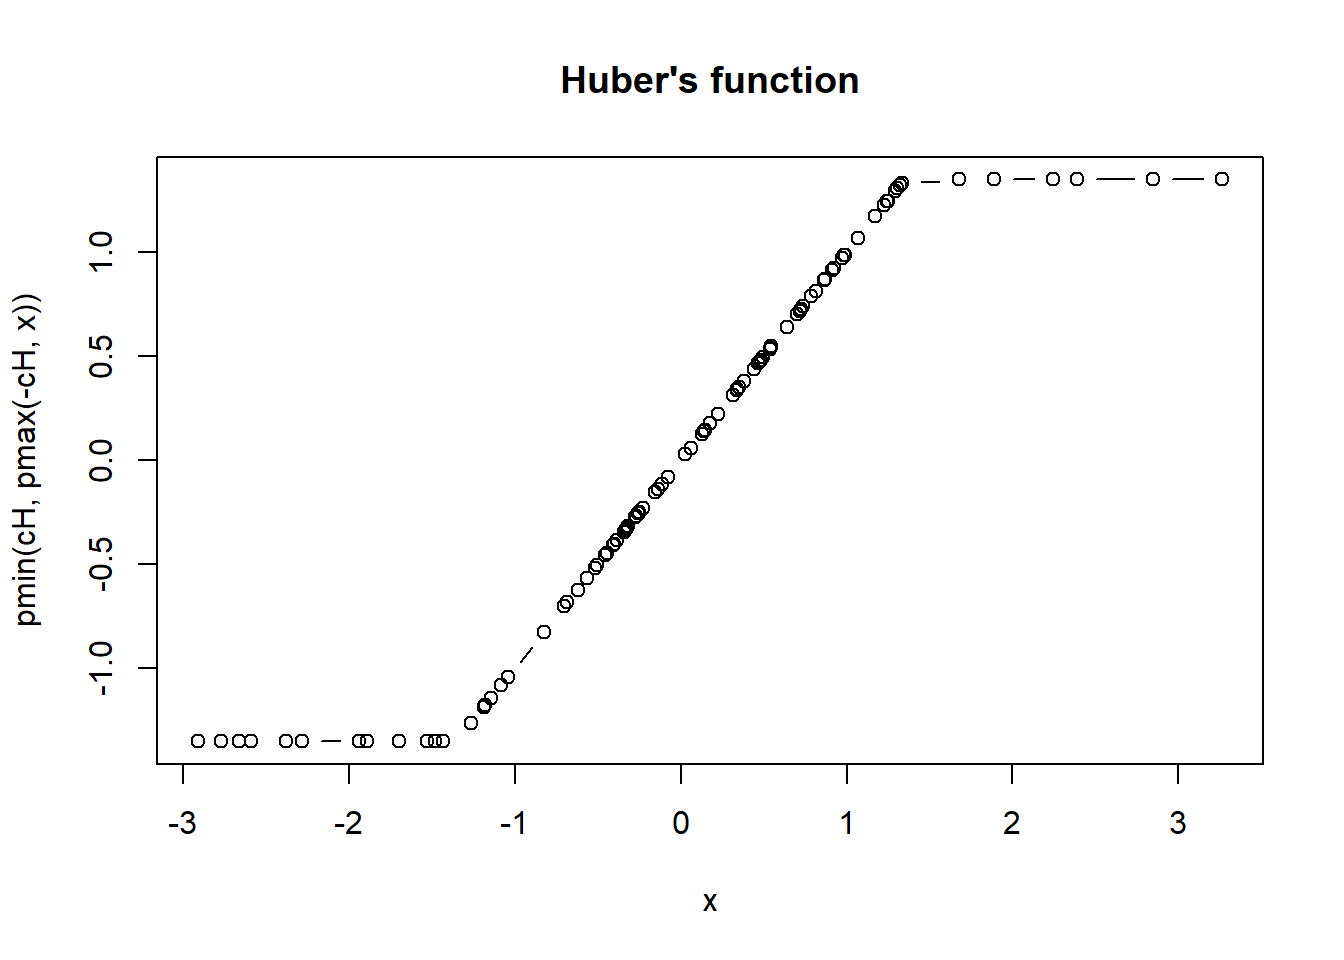 Huber's function
pmin(cH, pmax(-cH, x))
1.0
0.5
0.0
-0.5
-1.0
-3 -2 -1 0 1 2 3
x